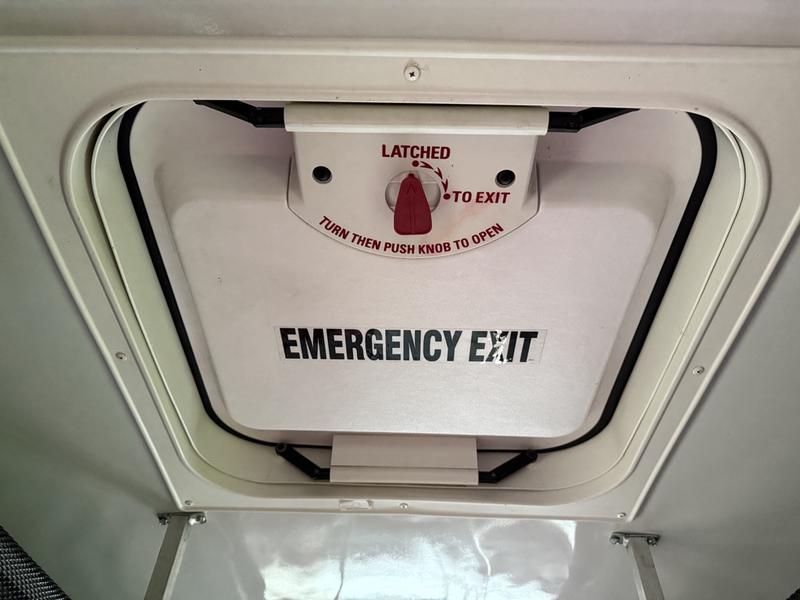 LATCHED
TO EXIT
TURN THEN PUSH KNOB TO OPEN
EMERGENCY EXIT